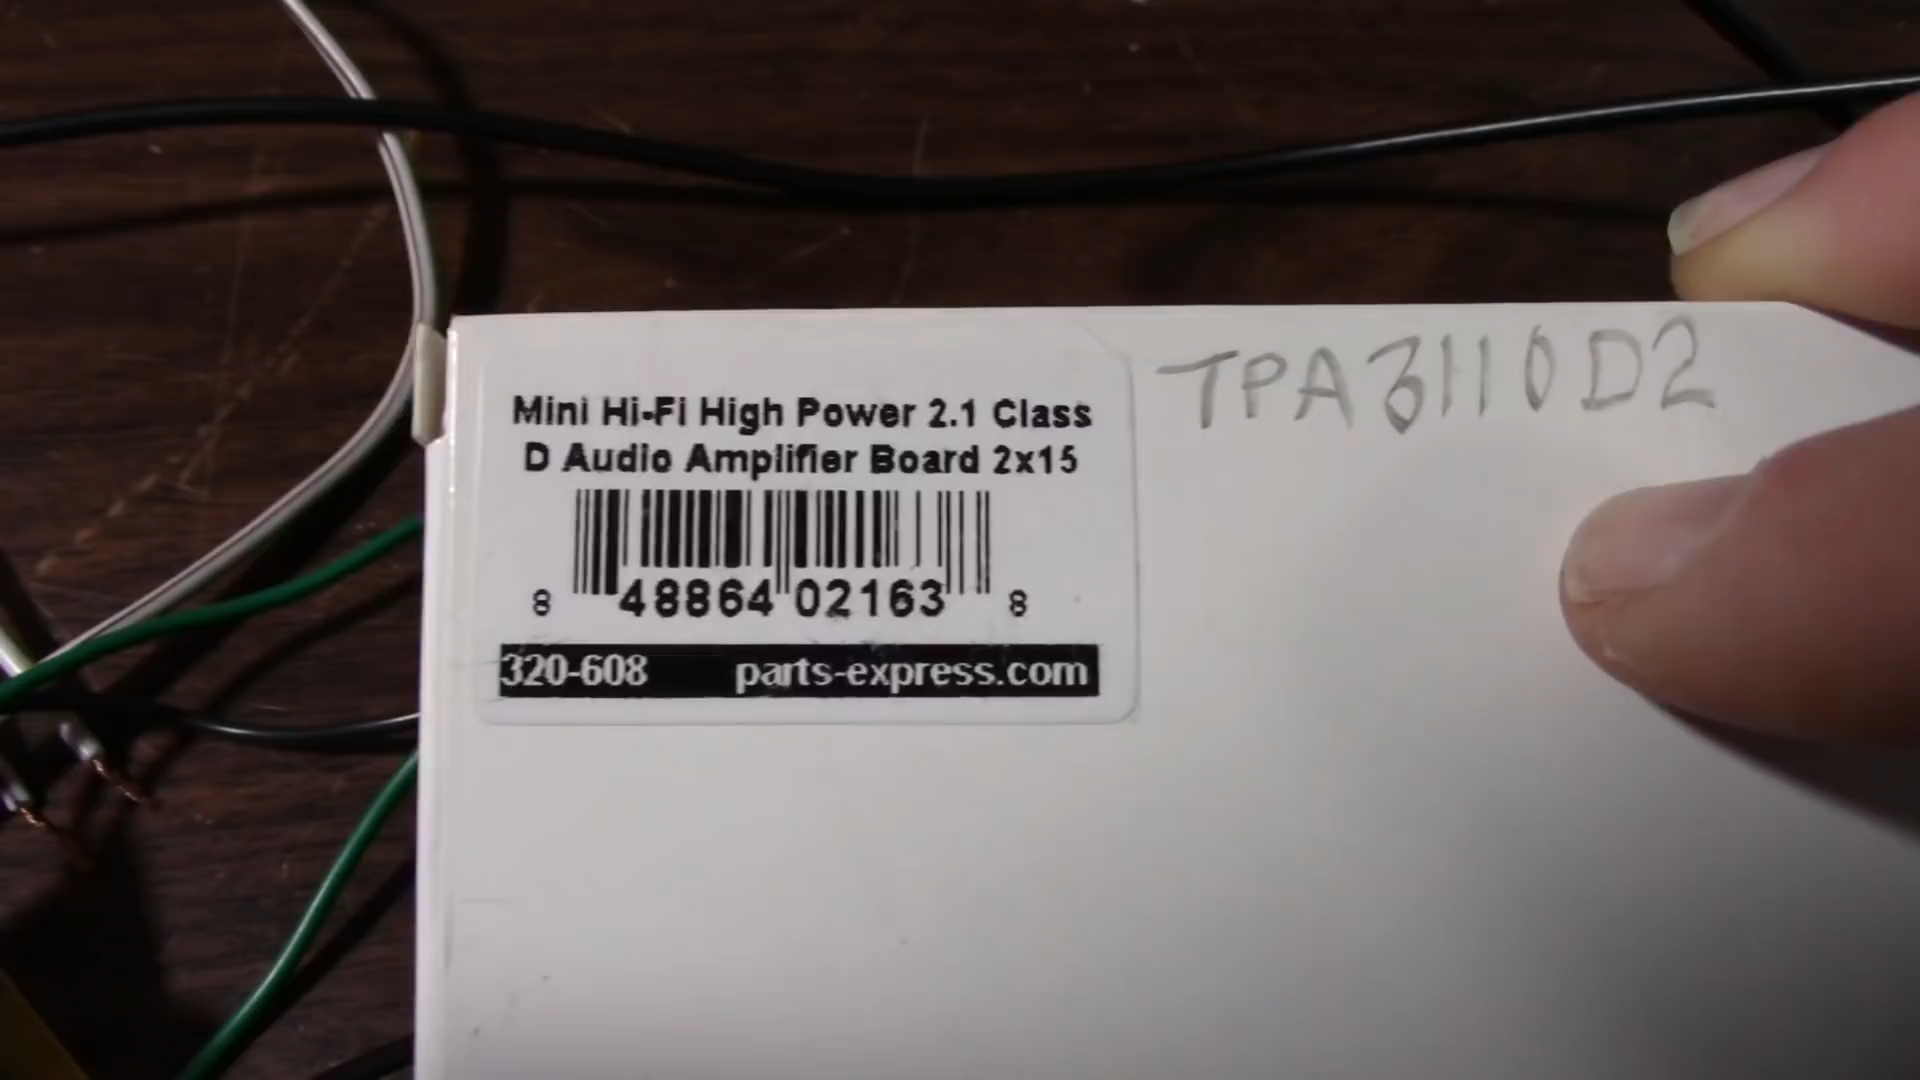 TPA3110D2
Mini Hi-Fi High Power 2.1 Class
D Audio Amplifier Board 2x15
8 48864 02163 8
320-608 parts-express.com